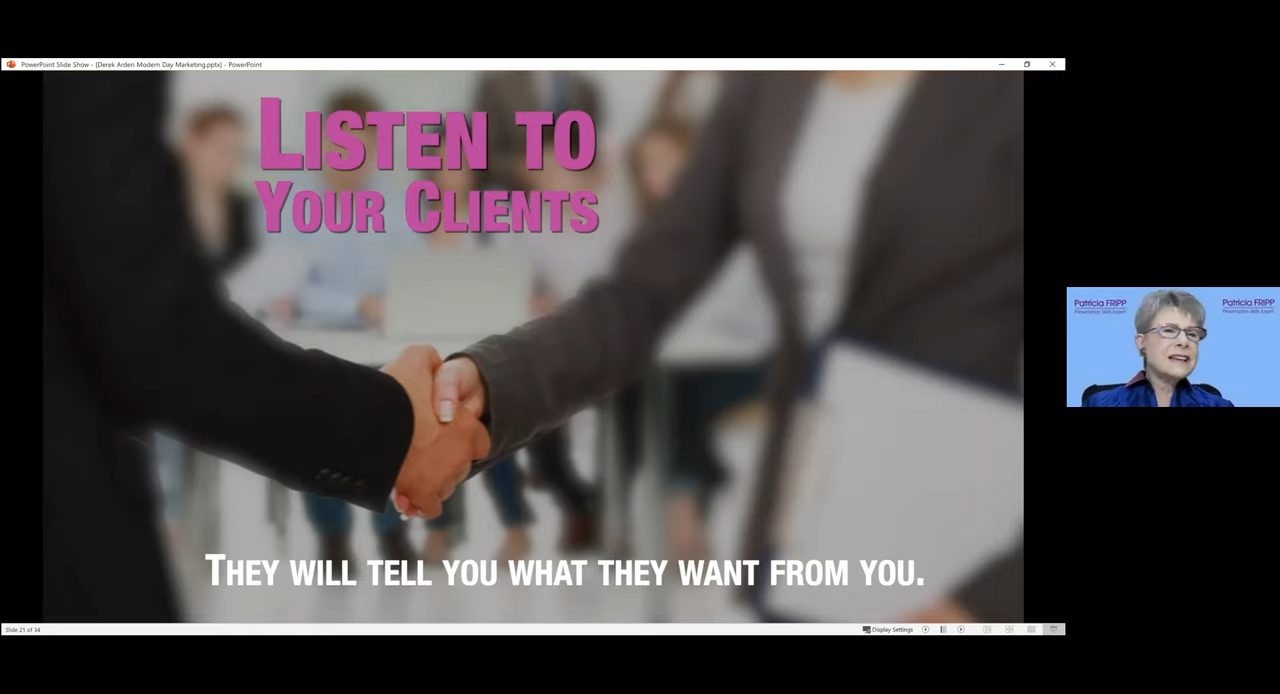 PowerPoint Slide Show - [Derek Arden Modern Day Marketing.pptx] - PowerPoint
LISTEN TO
YOUR CLIENTS
Patricia FRIPP
Presentation Skills Expert
Patricia FRIPP
Presentation Skills Expert
THEY WILL TELL YOU WHAT THEY WANT FROM YOU.
Slide 21 of 34
Display Settings